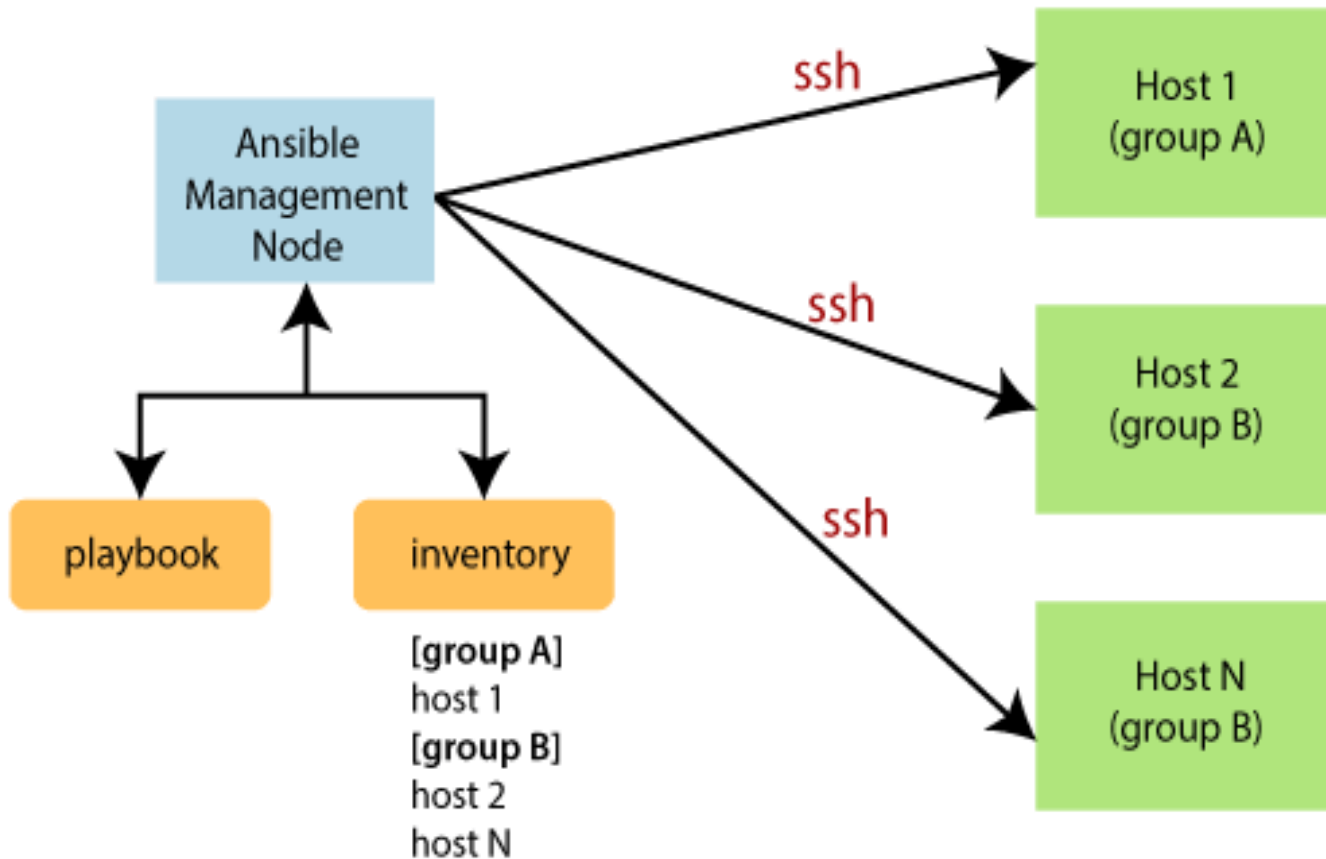 ssh
Host 1
(group A)
Ansible
Management
Node
ssh
Host 2
(group B)
ssh
playbook
inventory
[group A]
host 1
[group B]
host 2
host N
Host N
(group B)